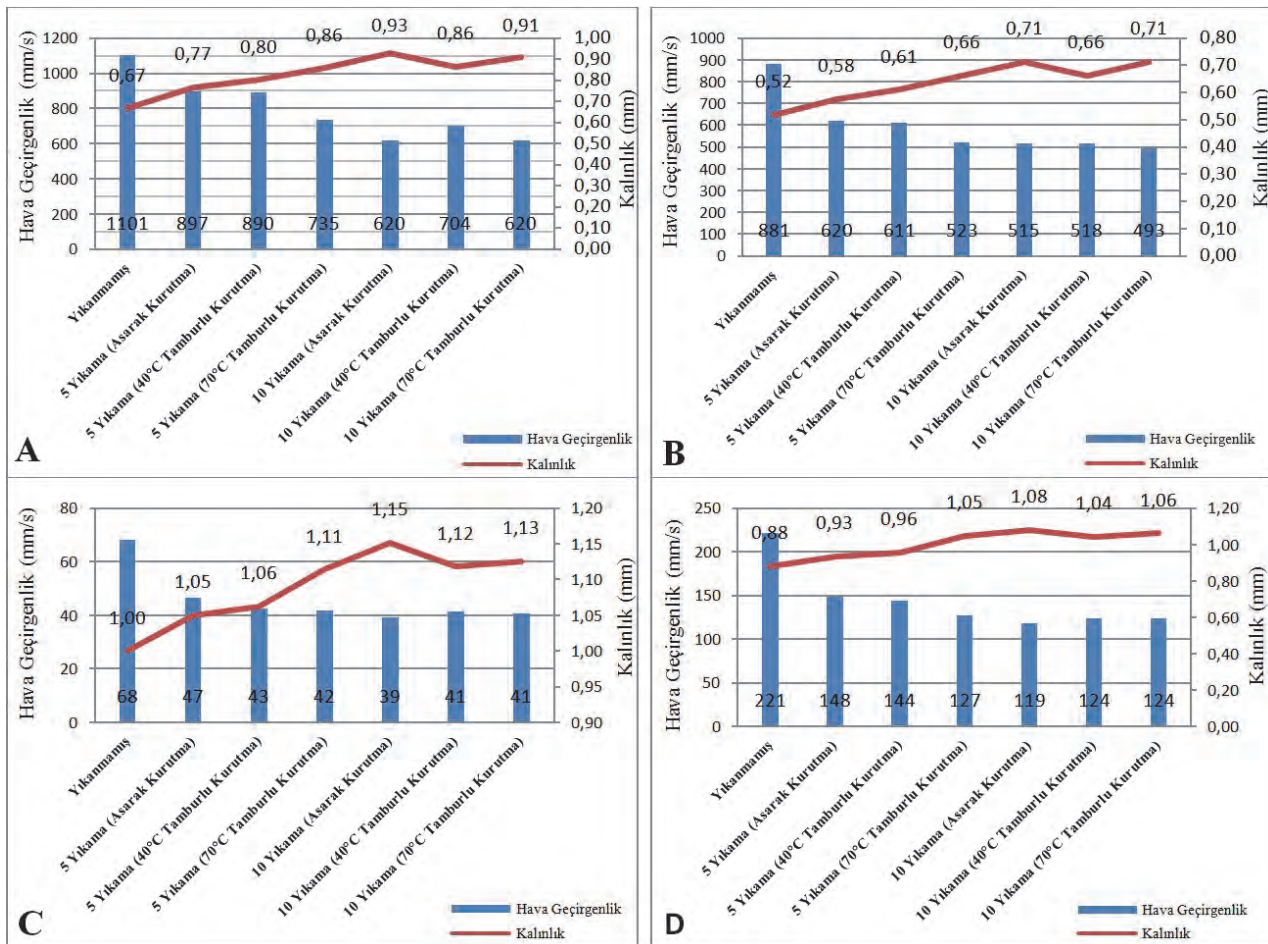 0,67
0,77
0,80
0,86
0,93
0,86
0,91
Hava Geçirgenlik (mm/s)
1200
1000
800
600
400
200
0
1101
897
890
735
620
704
620
1,00
0,90
0,80
0,70
0,60
0,50
0,40
0,30
0,20
0,10
0,00
Kalınlık (mm)
Yıkanmamış
5 Yıkama (Asarak Kurutma)
5 Yıkama (40°C Tamburlu Kurutma)
5 Yıkama (70°C Tamburlu Kurutma)
10 Yıkama (Asarak Kurutma)
10 Yıkama (40°C Tamburlu Kurutma)
10 Yıkama (70°C Tamburlu Kurutma)
A
Hava Geçirgenlik
Kalınlık
0,52
0,58
0,61
0,66
0,71
0,66
0,71
Hava Geçirgenlik (mm/s)
1000
900
800
700
600
500
400
300
200
100
0
881
620
611
523
515
518
493
0,80
0,70
0,60
0,50
0,40
0,30
0,20
0,10
0,00
Kalınlık (mm)
Yıkanmamış
5 Yıkama (Asarak Kurutma)
5 Yıkama (40°C Tamburlu Kurutma)
5 Yıkama (70°C Tamburlu Kurutma)
10 Yıkama (Asarak Kurutma)
10 Yıkama (40°C Tamburlu Kurutma)
10 Yıkama (70°C Tamburlu Kurutma)
B
Hava Geçirgenlik
Kalınlık
1,00
1,05
1,06
1,11
1,15
1,12
1,13
Hava Geçirgenlik (mm/s)
80
60
40
20
0
68
47
43
42
39
41
41
1,20
1,15
1,10
1,05
1,00
0,95
0,90
Kalınlık (mm)
Yıkanmamış
5 Yıkama (Asarak Kurutma)
5 Yıkama (40°C Tamburlu Kurutma)
5 Yıkama (70°C Tamburlu Kurutma)
10 Yıkama (Asarak Kurutma)
10 Yıkama (40°C Tamburlu Kurutma)
10 Yıkama (70°C Tamburlu Kurutma)
C
Hava Geçirgenlik
Kalınlık
0,88
0,93
0,96
1,05
1,08
1,04
1,06
Hava Geçirgenlik (mm/s)
250
200
150
100
50
0
221
148
144
127
119
124
124
1,20
1,00
0,80
0,60
0,40
0,20
0,00
Kalınlık (mm)
Yıkanmamış
5 Yıkama (Asarak Kurutma)
5 Yıkama (40°C Tamburlu Kurutma)
5 Yıkama (70°C Tamburlu Kurutma)
10 Yıkama (Asarak Kurutma)
10 Yıkama (40°C Tamburlu Kurutma)
10 Yıkama (70°C Tamburlu Kurutma)
D
Hava Geçirgenlik
Kalınlık